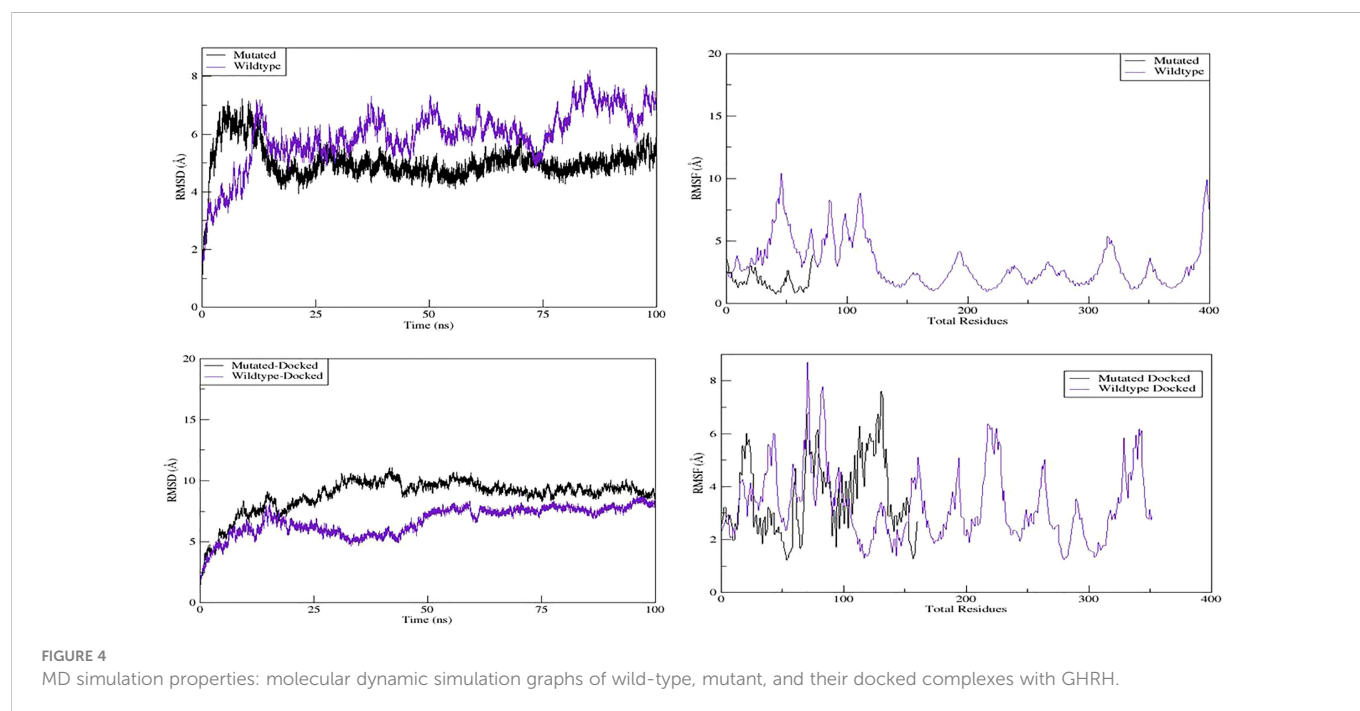 Mutated
Wildtype
8
6
4
2
0
RMSD (Å)
0 25 50 75 100
Time (ns)
Mutated
Wildtype
20
15
10
5
0
RMSF (Å)
0 100 200 300 400
Total Residues
Mutated-Docked
Wildtype-Docked
20
15
10
5
0
RMSD (Å)
0 25 50 75 100
Time (ns)
Mutated Docked
Wildtype Docked
8
6
4
2
0
RMSF (Å)
0 100 200 300 400
Total Residues
FIGURE 4
MD simulation properties: molecular dynamic simulation graphs of wild-type, mutant, and their docked complexes with GHRH.